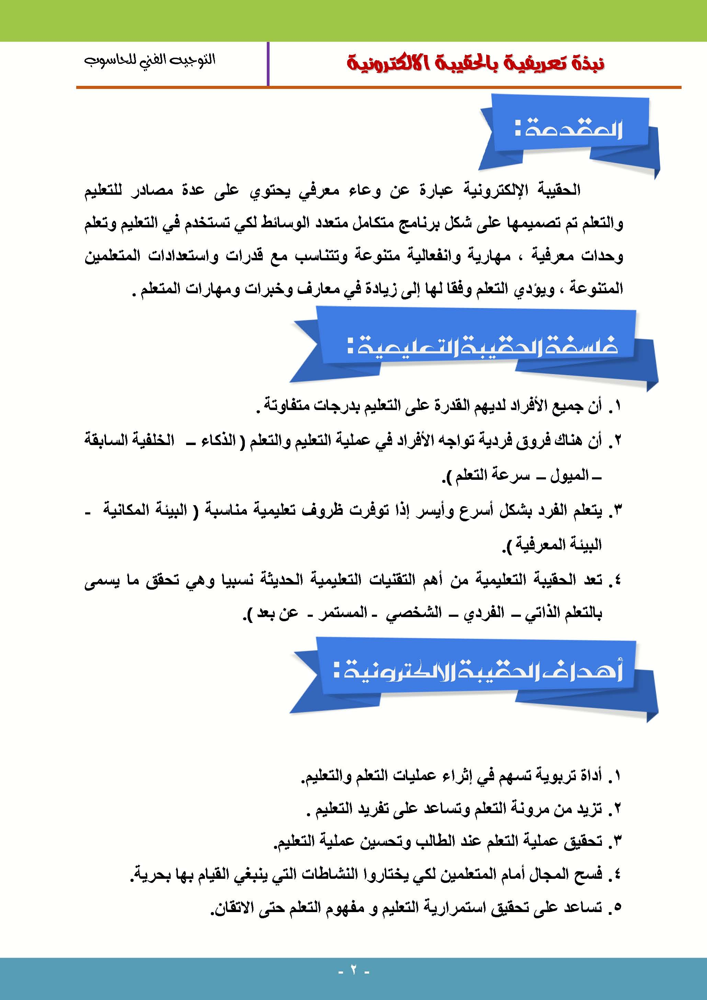 نبذة تعريفية بالحقيبة الالكترونية
التوجيه الفني للحاسوب
المقدمة :
الحقيبة الإلكترونية عبارة عن وعاء معرفي يحتوي على عدة مصادر للتعليم
والتعلم تم تصميمها على شكل برنامج متكامل متعدد الوسائط لكي تستخدم في التعليم وتعلم
وحدات معرفية ، مهارية وانفعالية متنوعة وتتناسب مع قدرات واستعدادات المتعلمين
المتنوعة ، ويؤدي التعلم وفقا لها إلى زيادة في معارف وخبرات ومهارات المتعلم .
فلسفة الحقيبة التعليمية :
١. أن جميع الأفراد لديهم القدرة على التعليم بدرجات متفاوتة .
٢. أن هناك فروق فردية تواجه الأفراد في عملية التعليم والتعلم ( الذكاء – الخلفية السابقة
– الميول – سرعة التعلم ).
٣. يتعلم الفرد بشكل أسرع وأيسر إذا توفرت ظروف تعليمية مناسبة ( البيئة المكانية -
البيئة المعرفية ).
٤. تعد الحقيبة التعليمية من أهم التقنيات التعليمية الحديثة نسبيا وهي تحقق ما يسمى
بالتعلم الذاتي – الفردي – الشخصي - المستمر - عن بعد ).
أهداف الحقيبة الالكترونية :
١. أداة تربوية تسهم في إثراء عمليات التعلم والتعليم.
٢. تزيد من مرونة التعلم وتساعد على تفريد التعليم .
٣. تحقيق عملية التعلم عند الطالب وتحسين عملية التعليم.
٤. فسح المجال أمام المتعلمين لكي يختاروا النشاطات التي ينبغي القيام بها بحرية.
٥. تساعد على تحقيق استمرارية التعليم و مفهوم التعلم حتى الاتقان.
- ٢ -